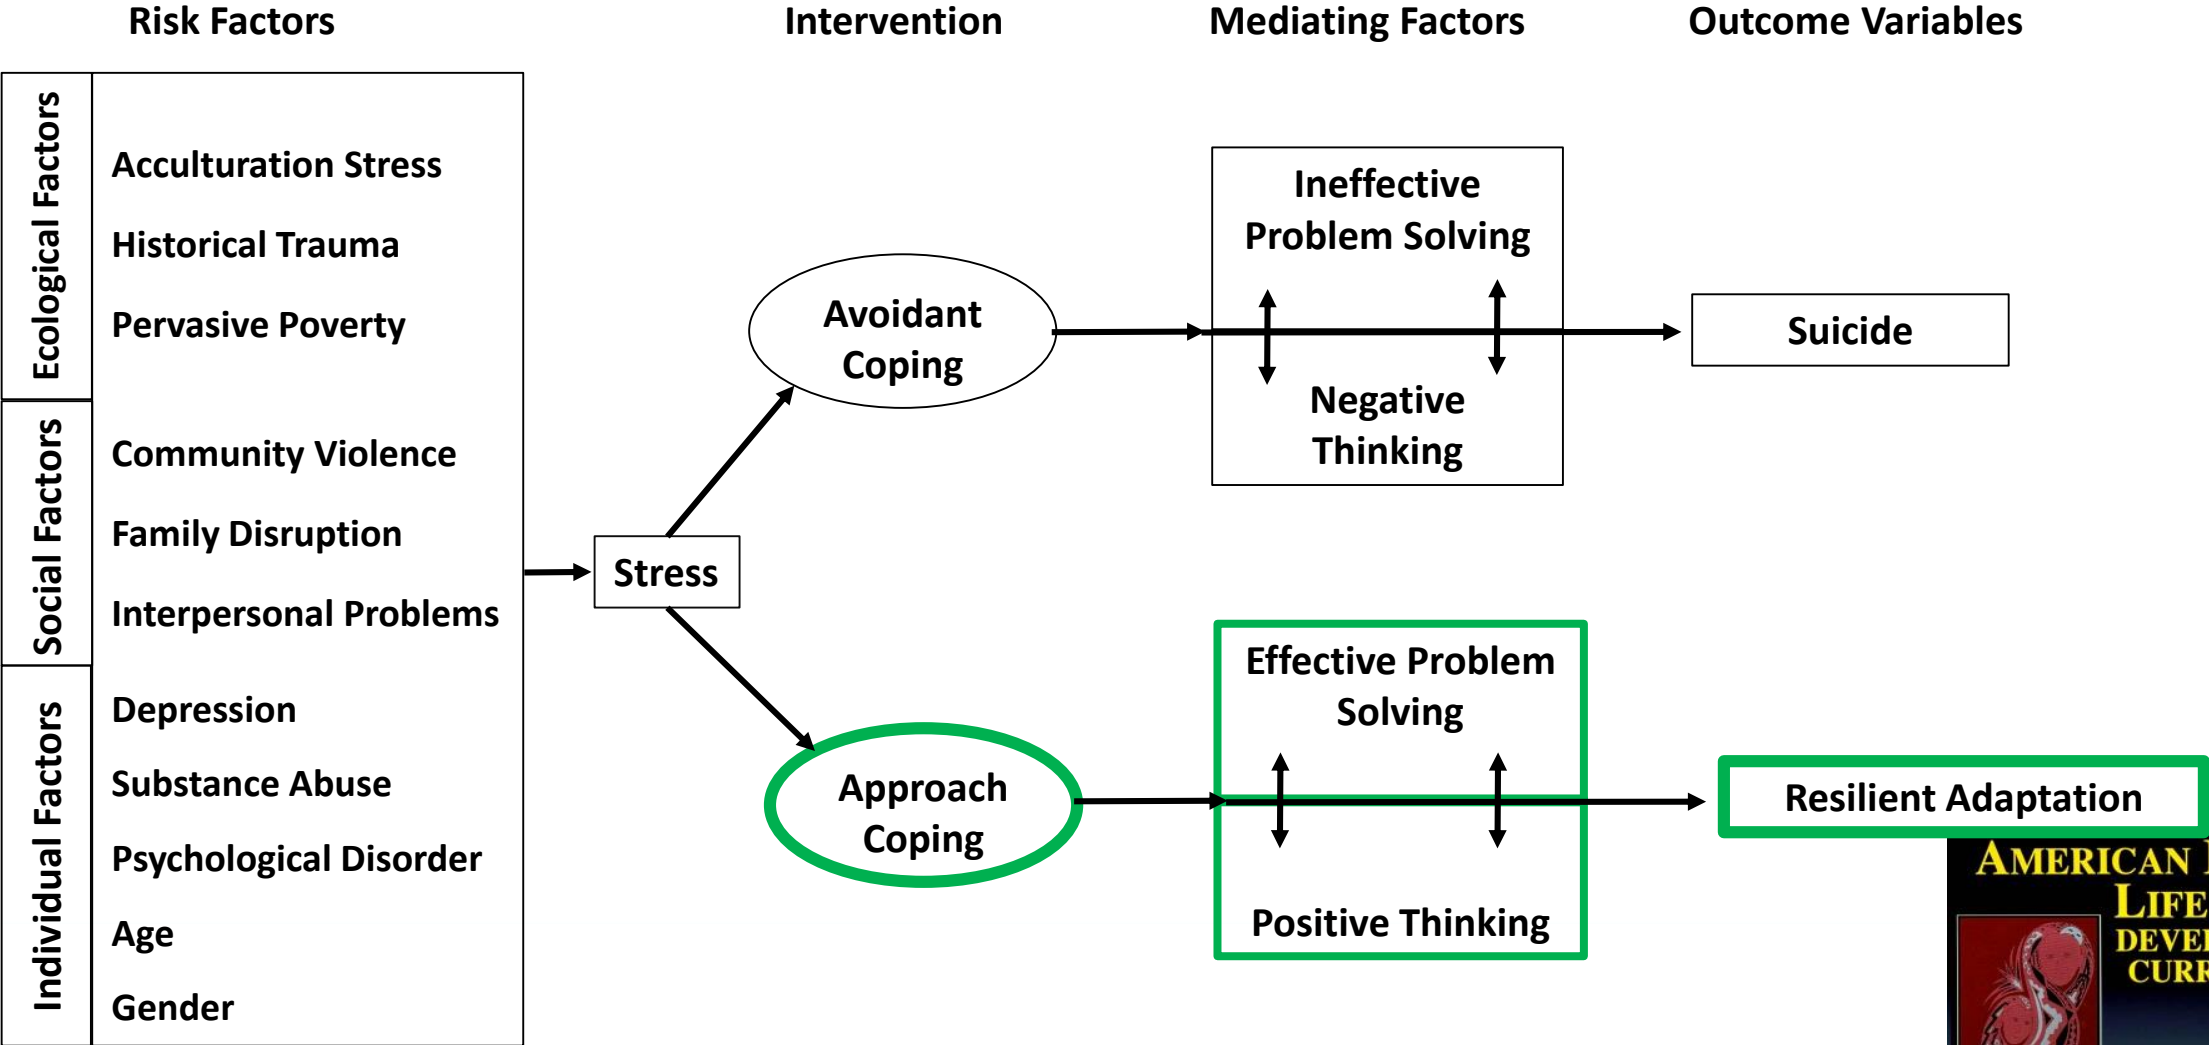 Risk Factors
Intervention
Mediating Factors
Outcome Variables
Ecological Factors
Acculturation Stress
Historical Trauma
Pervasive Poverty
Social Factors
Community Violence
Family Disruption
Interpersonal Problems
Individual Factors
Depression
Substance Abuse
Psychological Disorder
Age
Gender
Stress
Avoidant
Coping
Ineffective
Problem Solving
Negative
Thinking
Suicide
Approach
Coping
Effective Problem
Solving
Positive Thinking
Resilient Adaptation
AMERICAN
LIFE